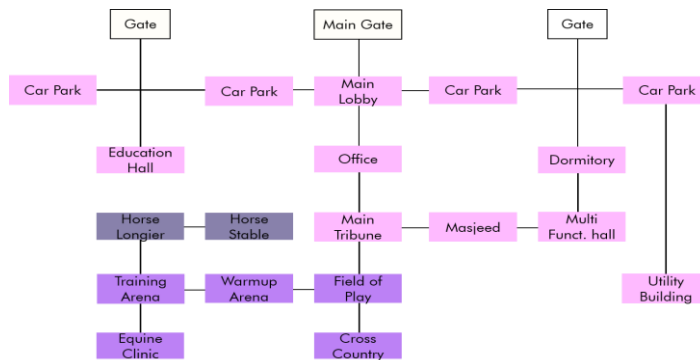 Gate
Main Gate
Gate
Car Park
Car Park
Main
Lobby
Car Park
Car Park
Education
Hall
Office
Dormitory
Horse
Longier
Horse
Stable
Main
Tribune
Masjeed
Multi
Funct. hall
Training
Arena
Warmup
Arena
Field of
Play
Utility
Building
Equine
Clinic
Cross
Country